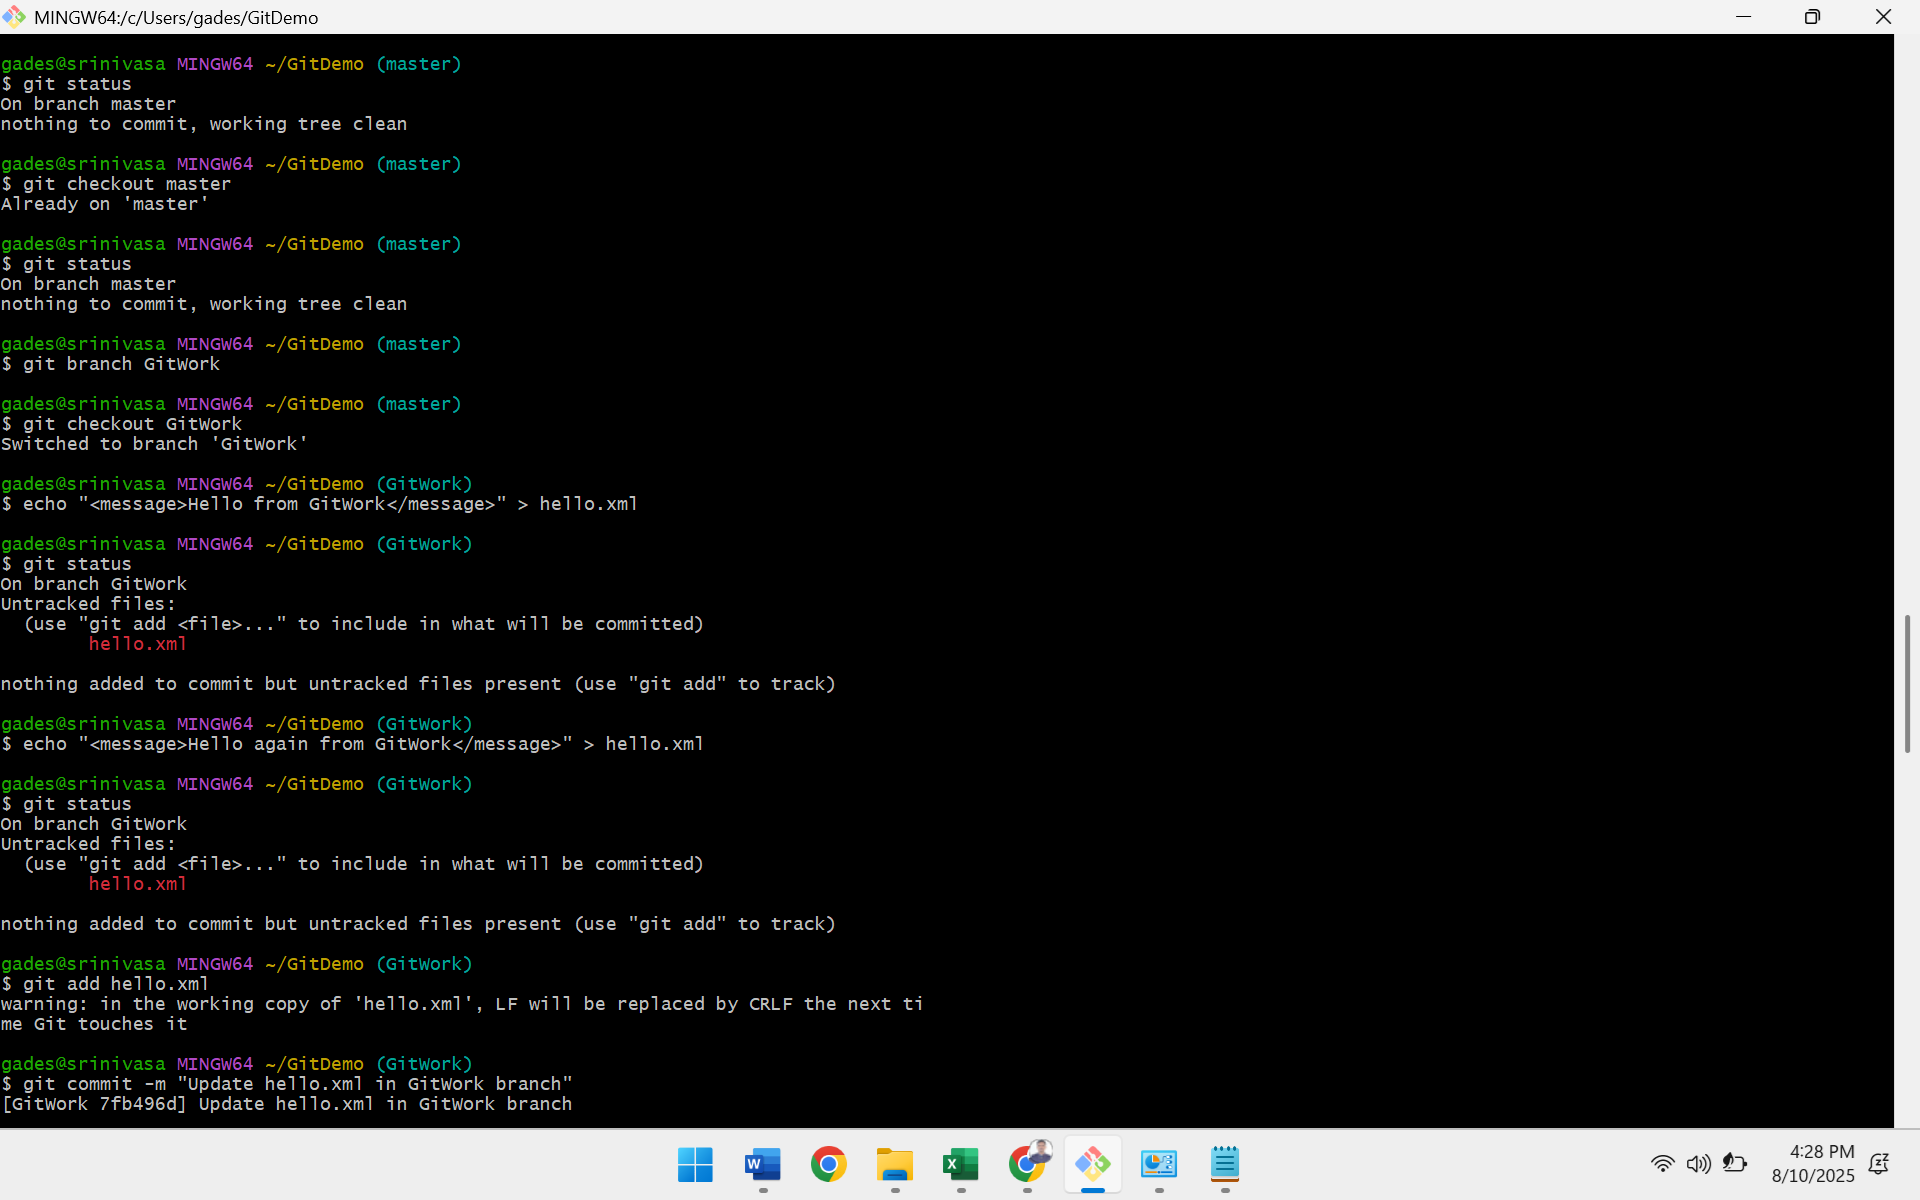 MINGW64:/c/Users/gades/GitDemo
gades@srinivasa MINGW64 ~/GitDemo (master)
$ git status
On branch master
nothing to commit, working tree clean
gades@srinivasa MINGW64 ~/GitDemo (master)
$ git checkout master
Already on 'master'
gades@srinivasa MINGW64 ~/GitDemo (master)
$ git status
On branch master
nothing to commit, working tree clean
gades@srinivasa MINGW64 ~/GitDemo (master)
$ git branch GitWork
gades@srinivasa MINGW64 ~/GitDemo (master)
$ git checkout GitWork
Switched to branch 'GitWork'
gades@srinivasa MINGW64 ~/GitDemo (GitWork)
$ echo "<message>Hello from GitWork</message>" > hello.xml
gades@srinivasa MINGW64 ~/GitDemo (GitWork)
$ git status
On branch GitWork
Untracked files:
  (use "git add <file>..." to include in what will be committed)
        hello.xml
nothing added to commit but untracked files present (use "git add" to track)
gades@srinivasa MINGW64 ~/GitDemo (GitWork)
$ echo "<message>Hello again from GitWork</message>" > hello.xml
gades@srinivasa MINGW64 ~/GitDemo (GitWork)
$ git status
On branch GitWork
Untracked files:
  (use "git add <file>..." to include in what will be committed)
        hello.xml
nothing added to commit but untracked files present (use "git add" to track)
gades@srinivasa MINGW64 ~/GitDemo (GitWork)
$ git add hello.xml
warning: in the working copy of 'hello.xml', LF will be replaced by CRLF the next ti
me Git touches it
gades@srinivasa MINGW64 ~/GitDemo (GitWork)
$ git commit -m "Update hello.xml in GitWork branch"
[GitWork 7fb496d] Update hello.xml in GitWork branch
4:28 PM
8/10/2025